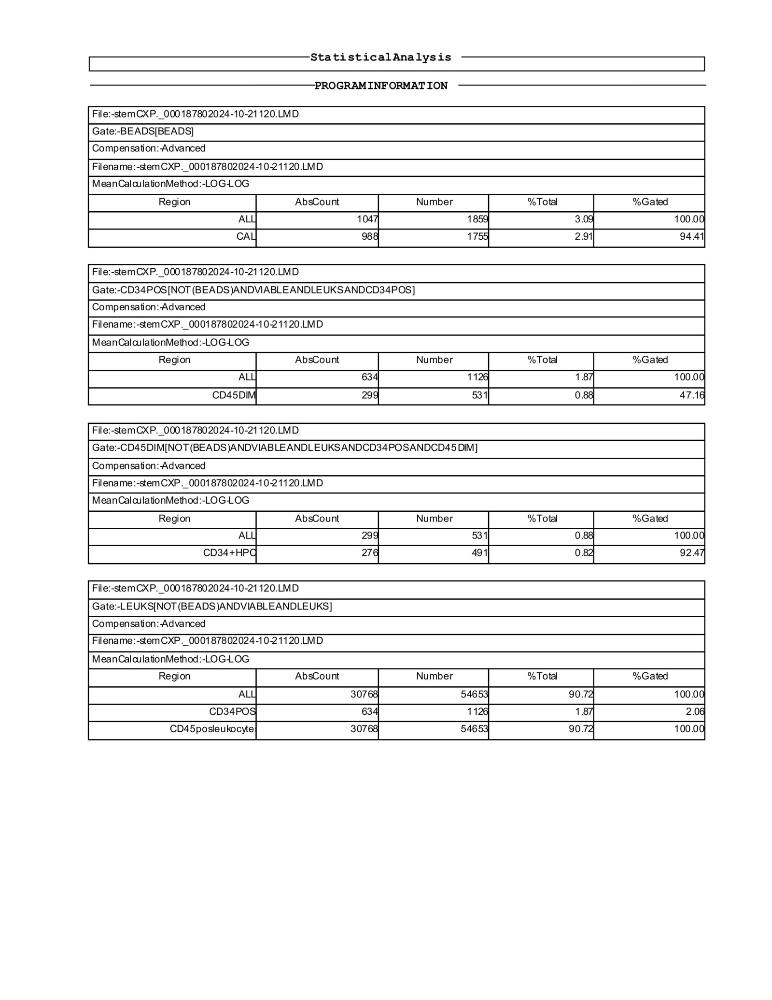 StatisticalAnalysis
PROGRAMINFORMATION
File:-stemCXP._000187802024-10-21120.LMD
Gate:-BEADS[BEADS]
Compensation:-Advanced
Filename:-stemCXP._000187802024-10-21120.LMD
MeanCalculationMethod:-LOG-LOG
Region AbsCount Number %Total %Gated
ALL 1047 1859 3.09 100.00
CAL 988 1755 2.91 94.41
File:-stemCXP._000187802024-10-21120.LMD
Gate:-CD34POS[NOT(BEADS)ANDVIABLEANDLEUKSANDCD34POS]
Compensation:-Advanced
Filename:-stemCXP._000187802024-10-21120.LMD
MeanCalculationMethod:-LOG-LOG
Region AbsCount Number %Total %Gated
ALL 634 1126 1.87 100.00
CD45DIM 299 531 0.88 47.16
File:-stemCXP._000187802024-10-21120.LMD
Gate:-CD45DIM[NOT(BEADS)ANDVIABLEANDLEUKSANDCD34POSANDCD45DIM]
Compensation:-Advanced
Filename:-stemCXP._000187802024-10-21120.LMD
MeanCalculationMethod:-LOG-LOG
Region AbsCount Number %Total %Gated
ALL 299 531 0.88 100.00
CD34+HPC 276 491 0.82 92.47
File:-stemCXP._000187802024-10-21120.LMD
Gate:-LEUKS[NOT(BEADS)ANDVIABLEANDLEUKS]
Compensation:-Advanced
Filename:-stemCXP._000187802024-10-21120.LMD
MeanCalculationMethod:-LOG-LOG
Region AbsCount Number %Total %Gated
ALL 30768 54653 90.72 100.00
CD34POS 634 1126 1.87 2.06
CD45posleukocytes 30768 54653 90.72 100.00